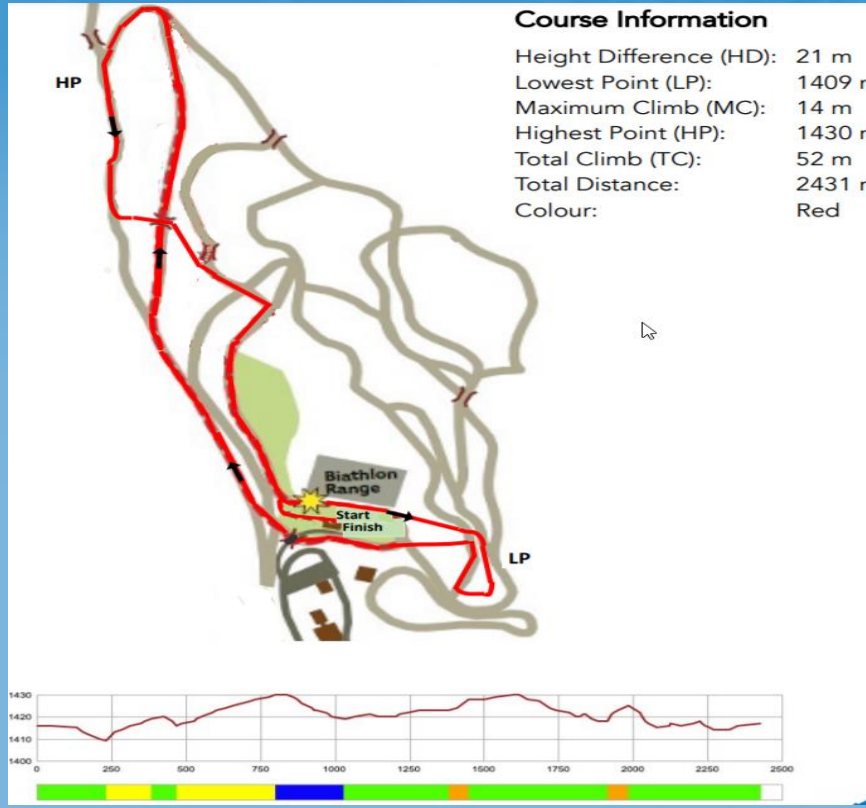 Course Information
Height Difference (HD): 21 m
Lowest Point (LP): 1409 m
Maximum Climb (MC): 14 m
Highest Point (HP): 1430 m
Total Climb (TC): 52 m
Total Distance: 2431 m
Colour: Red
HP
Biathlon
Range
Start
Finish
LP
1430
1420
1410
1400
0 250 500 750 1000 1250 1500 1750 2000 2250 2500